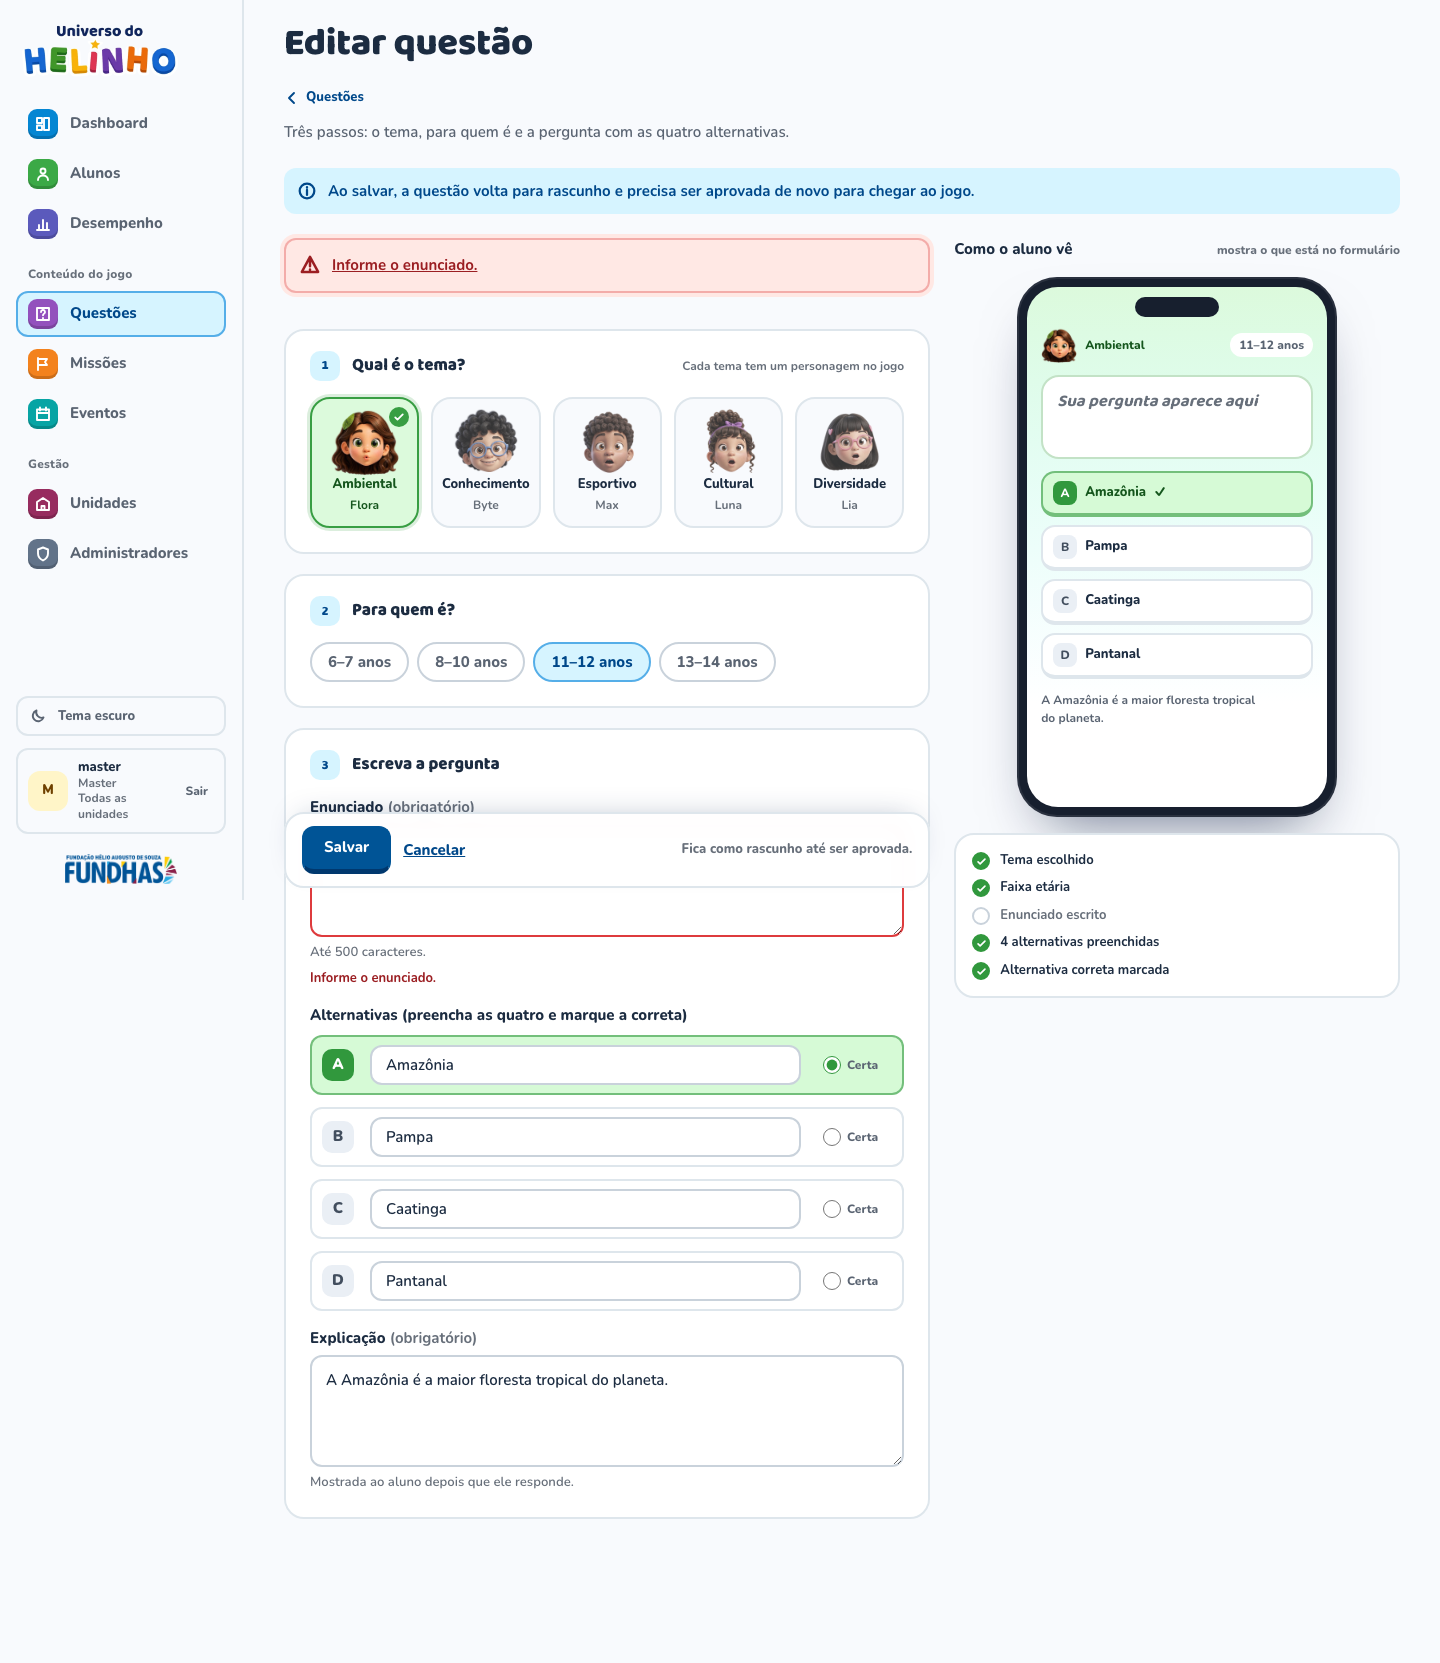 Universo do
HELINHO
Dashboard
Alunos
Desempenho
Conteúdo do jogo
Questões
Missões
Eventos
Gestão
Unidades
Administradores
Tema escuro
M
master
Master
Todas as
unidades
Sair
FUNDAÇÃO HÉLIO AUGUSTO DE SOUZA
FUNDHAS
Editar questão
Questões
Três passos: o tema, para quem é e a pergunta com as quatro alternativas.
Ao salvar, a questão volta para rascunho e precisa ser aprovada de novo para chegar ao jogo.
Informe o enunciado.
1 Qual é o tema? Cada tema tem um personagem no jogo
Ambiental
Flora
Conhecimento
Byte
Esportivo
Max
Cultural
Luna
Diversidade
Lia
2 Para quem é?
6–7 anos
8–10 anos
11–12 anos
13–14 anos
3 Escreva a pergunta
Enunciado (obrigatório)
Salvar
Cancelar
Fica como rascunho até ser aprovada.
Até 500 caracteres.
Informe o enunciado.
Alternativas (preencha as quatro e marque a correta)
A Amazônia Certa
B Pampa Certa
C Caatinga Certa
D Pantanal Certa
Explicação (obrigatório)
A Amazônia é a maior floresta tropical do planeta.
Mostrada ao aluno depois que ele responde.
Como o aluno vê
mostra o que está no formulário
Ambiental
11–12 anos
Sua pergunta aparece aqui
A Amazônia
B Pampa
C Caatinga
D Pantanal
A Amazônia é a maior floresta tropical
do planeta.
Tema escolhido
Faixa etária
Enunciado escrito
4 alternativas preenchidas
Alternativa correta marcada